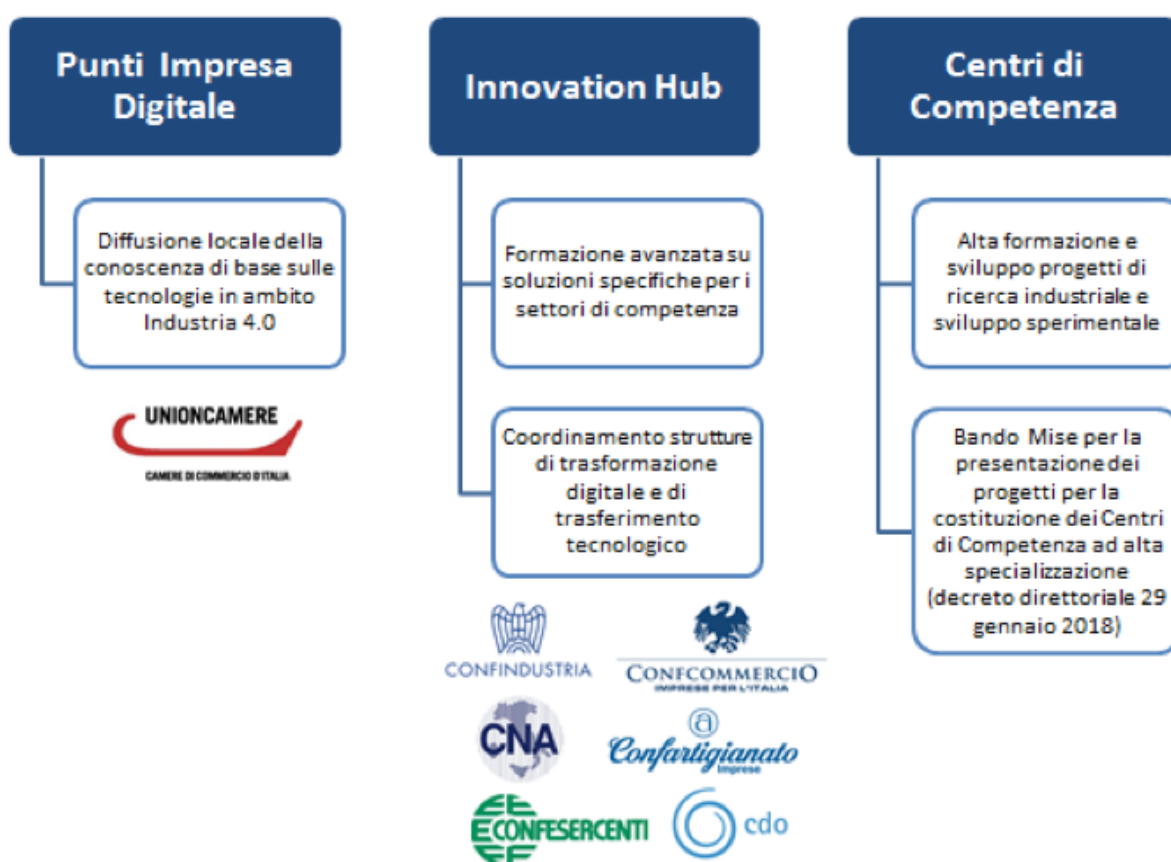 Punti Impresa
Digitale
Diffusione locale della
conoscenza di base sulle
tecnologie in ambito
Industria 4.0
UNIONCAMERE
CAMERE DI COMMERCIO D'ITALIA
Innovation Hub
Formazione avanzata su
soluzioni specifiche per i
settori di competenza
Coordinamento strutture
di trasformazione
digitale e di
trasferimento
tecnologico
CONFINDUSTRIA
CONFCOMMERCIO
IMPRESE PER L'ITALIA
CNA
a
Confartigianato
Imprese
CONFESERCENTI
cdo
Centri di
Competenza
Alta formazione e
sviluppo progetti di
ricerca industriale e
sviluppo sperimentale
Bando Mise per la
presentazione dei
progetti per la
costituzione dei Centri
di Competenza ad alta
specializzazione
(decreto direttoriale 29
gennaio 2018)